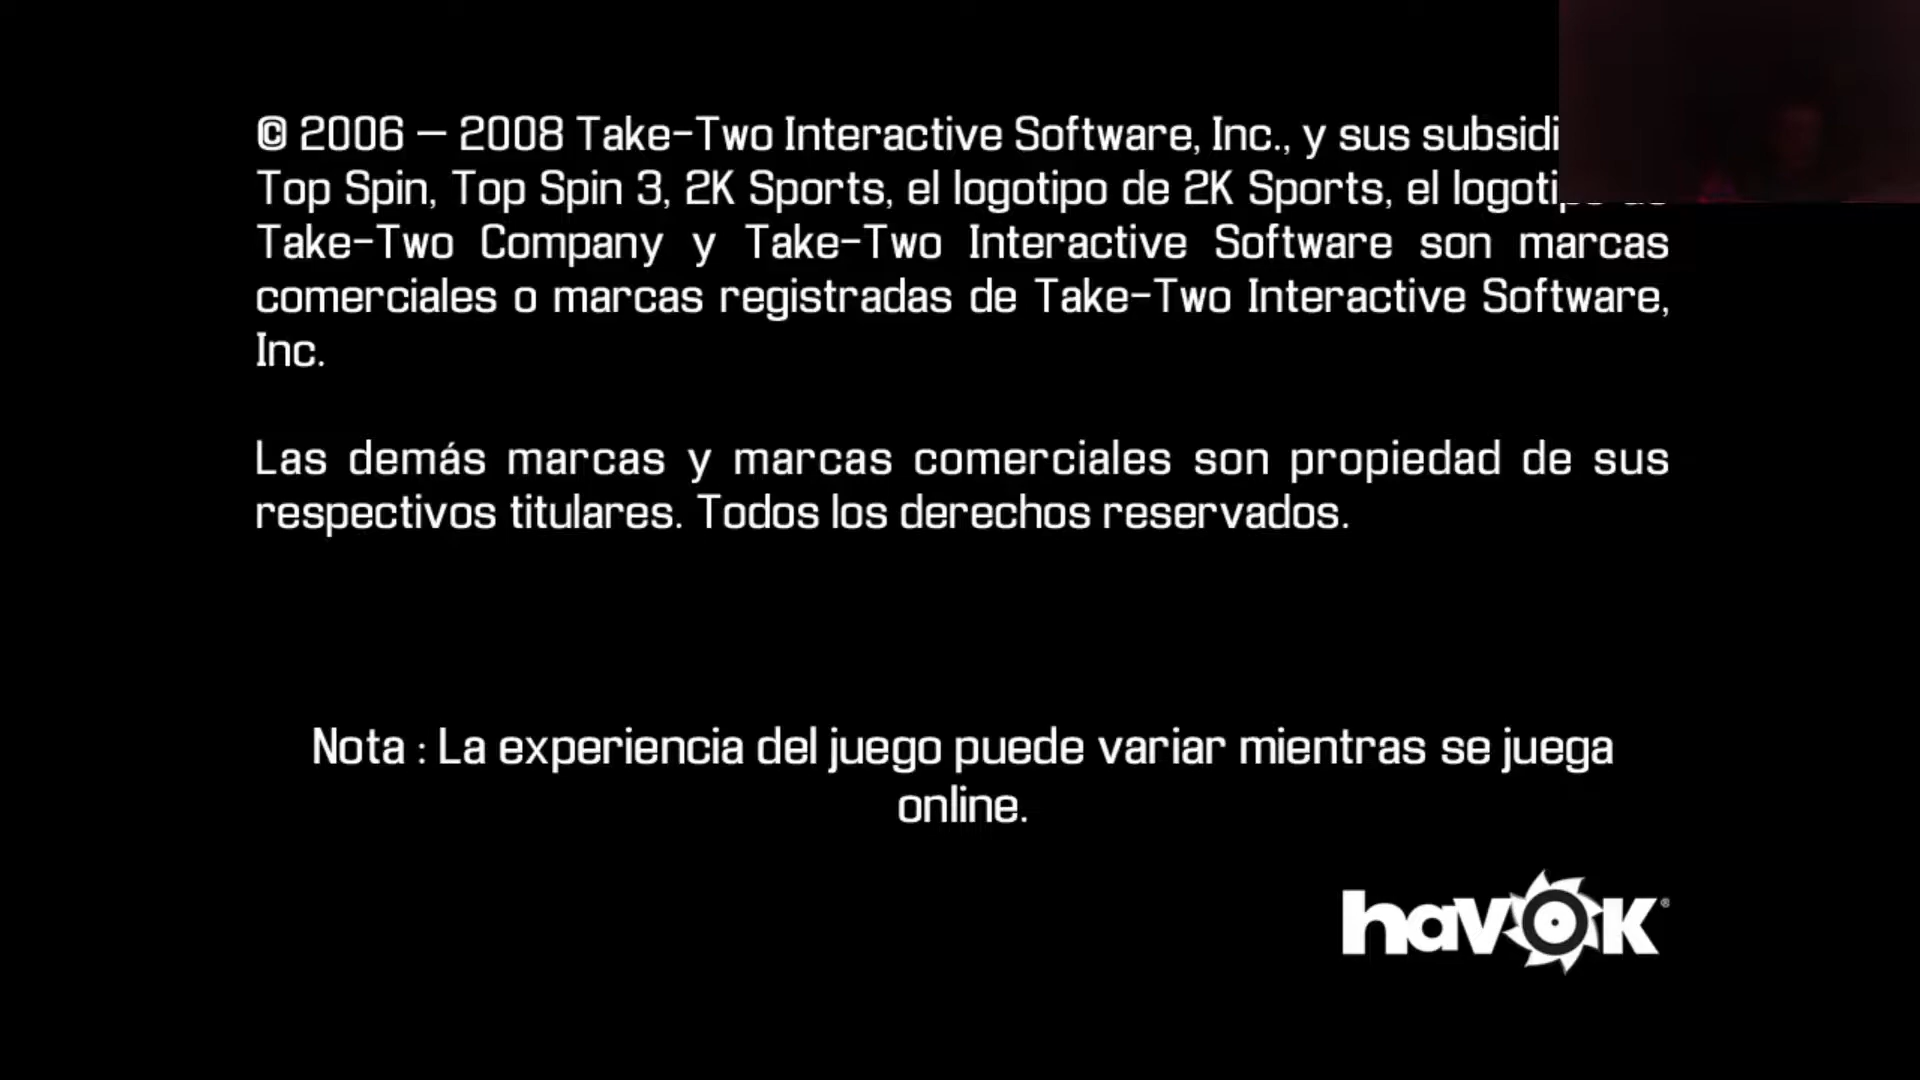 © 2006 – 2008 Take-Two Interactive Software, Inc., y sus
Top Spin, Top Spin 3, 2K Sports, el logotipo de 2K Sports, el
Take-Two Company y Take-Two Interactive Software son marcas
comerciales o marcas registradas de Take-Two Interactive Software,
Inc.
Las demás marcas y marcas comerciales son propiedad de sus
respectivos titulares. Todos los derechos reservados.
Nota : La experiencia del juego puede variar mientras se juega
online.
havok®